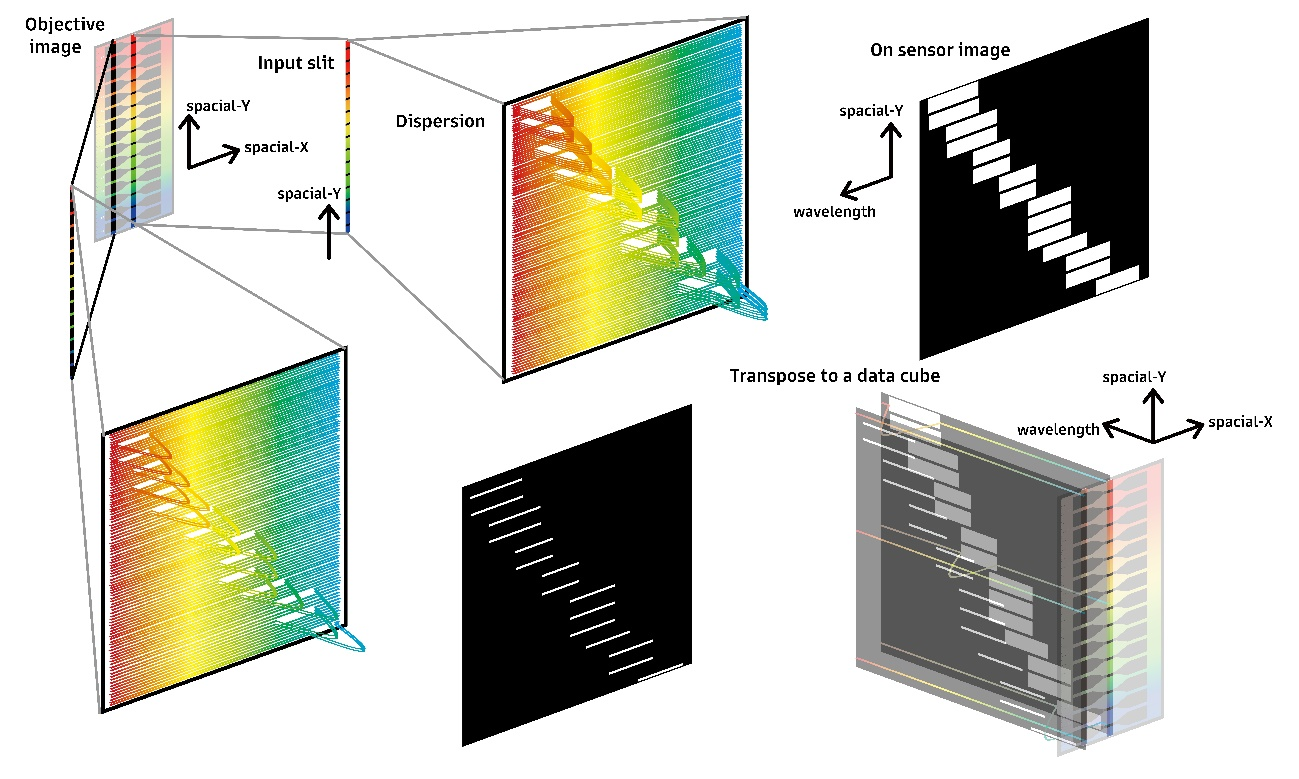 Objective
image
spacial-Y
spacial-X
Input slit
spacial-Y
Dispersion
On sensor image
spacial-Y
wavelength
Transpose to a data cube
spacial-Y
wavelength
spacial-X